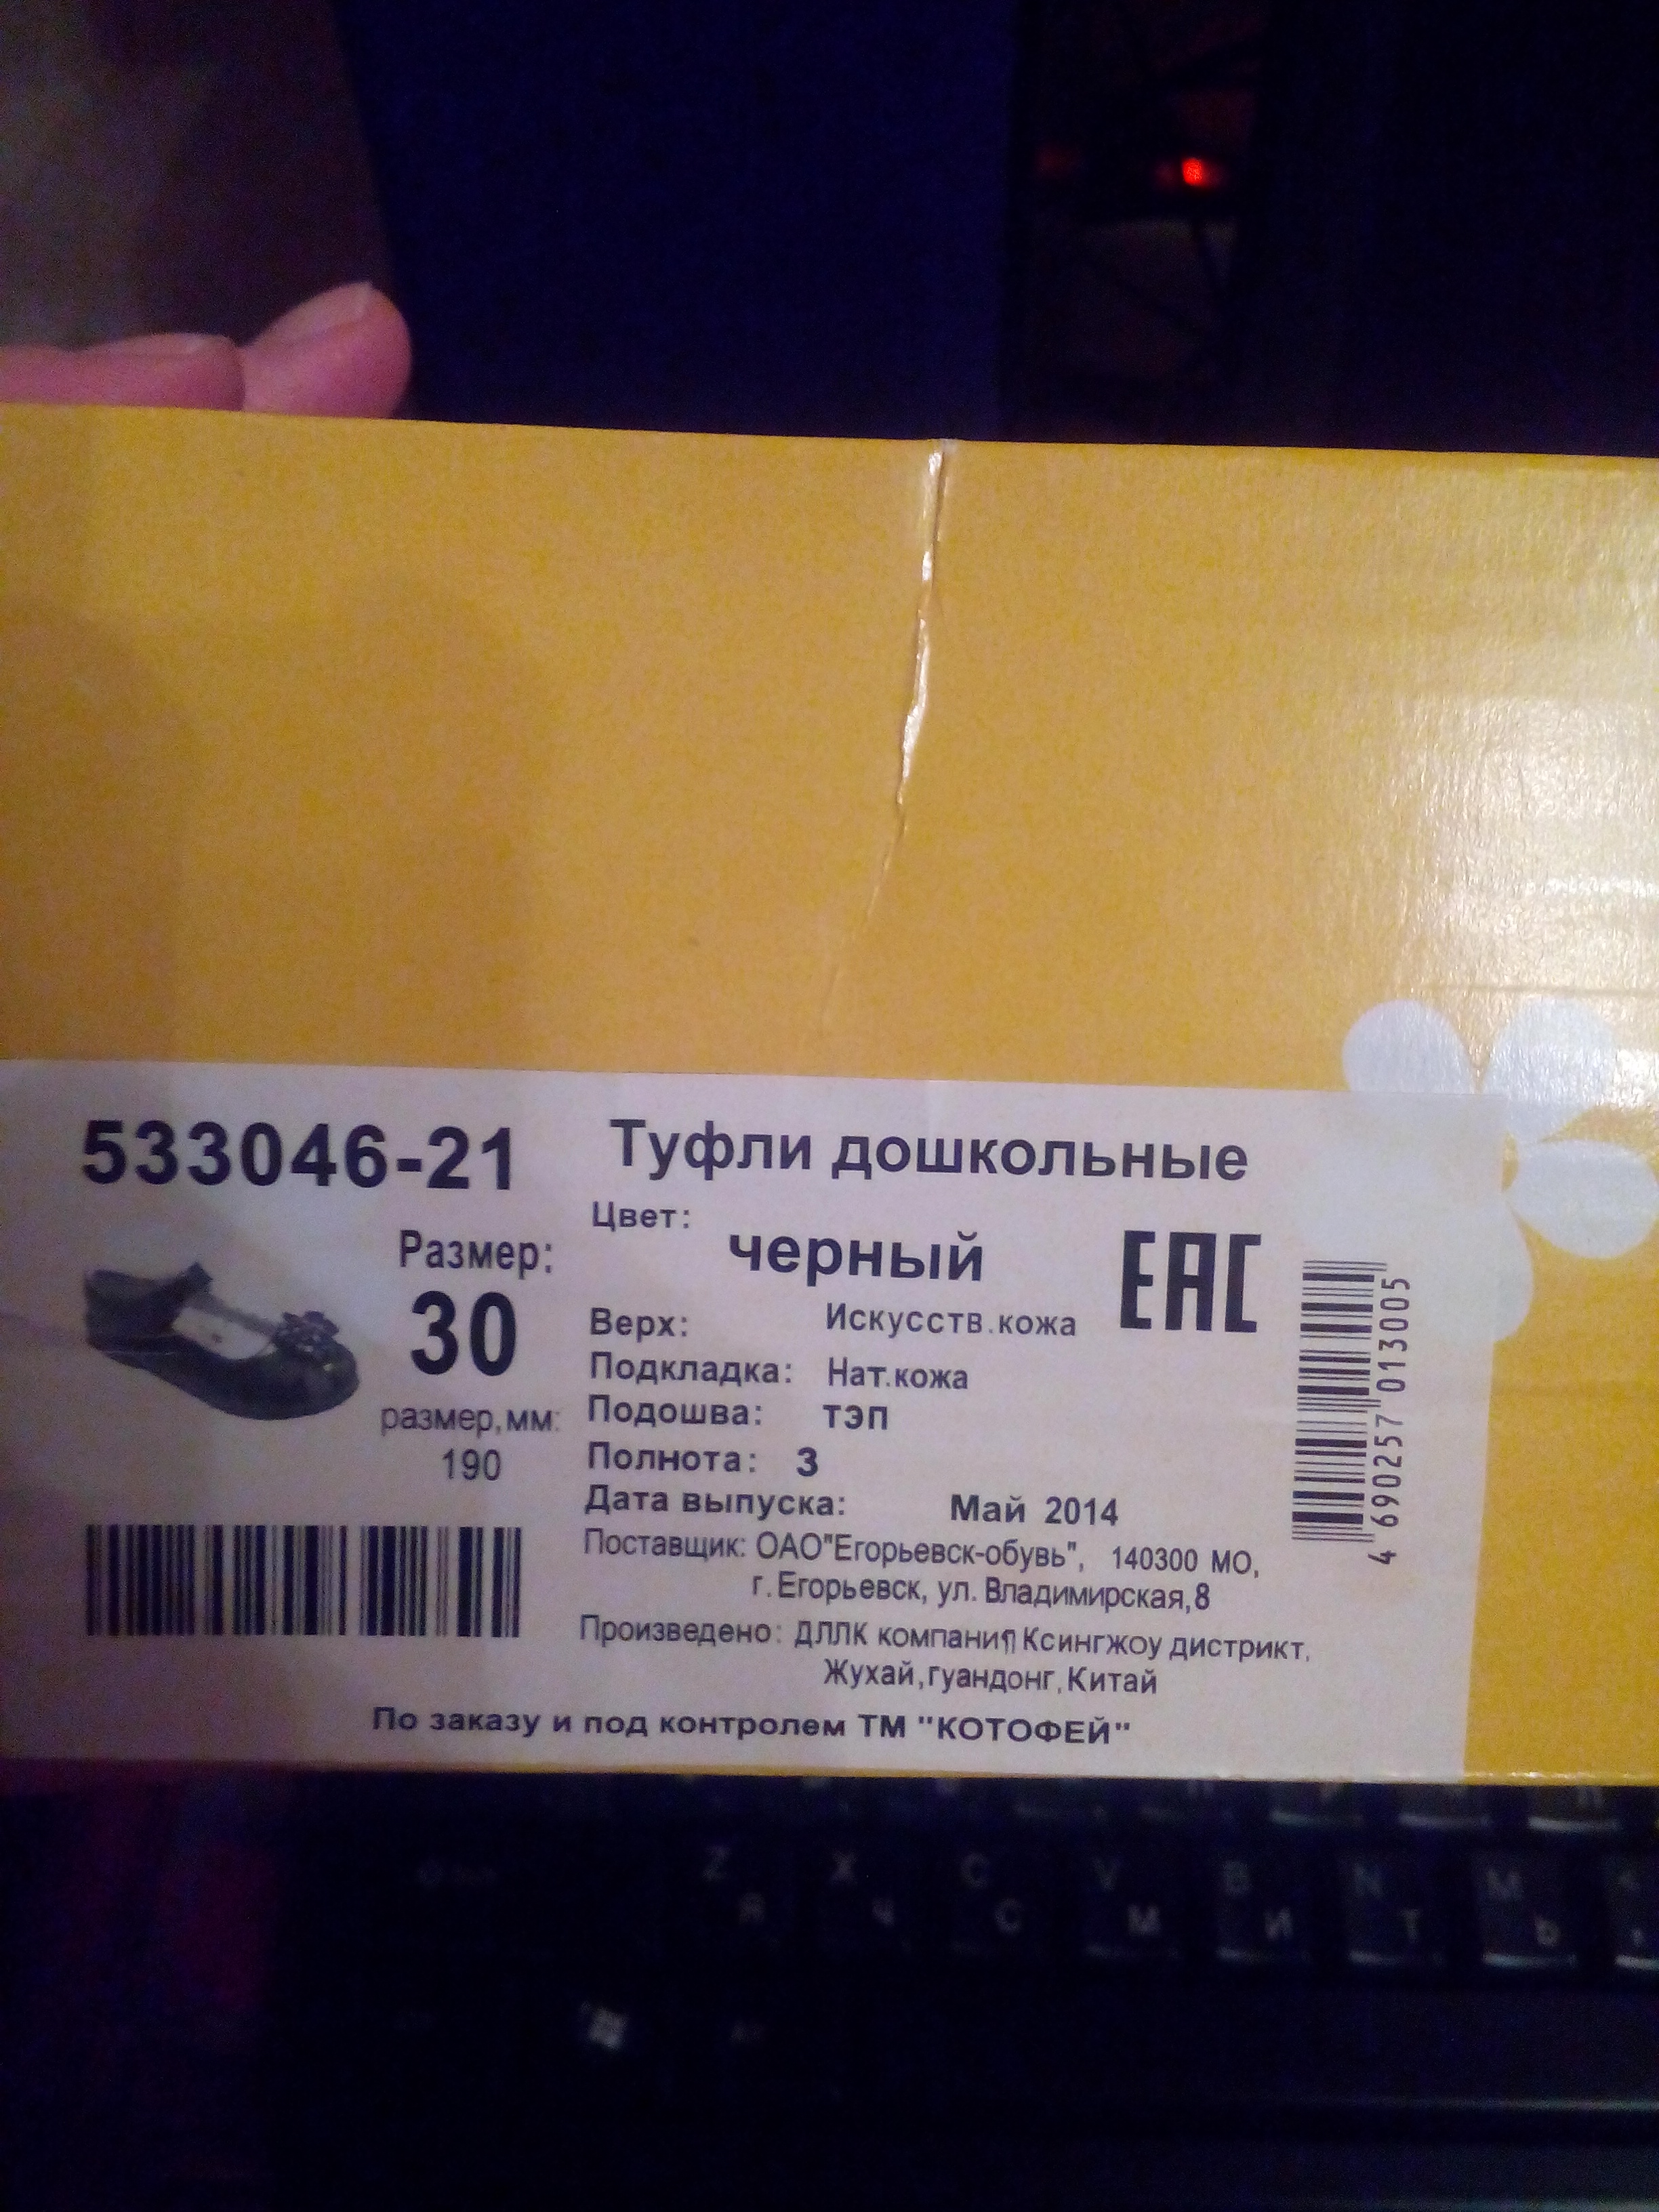 533046-21
Туфли дошкольные
Размер:
30
размер,мм:
190
Цвет:
черный
ЕАС
Верх: Искусств.кожа
Подкладка: Нат.кожа
Подошва: тэп
Полнота: 3
Дата выпуска: Май 2014
Поставщик: ОАО"Егорьевск-обувь", 140300 МО,
г.Егорьевск, ул. Владимирская,8
Произведено: ДЛЛК компани¶ Ксингжоу дистрикт,
Жухай,гуандонг,Китай
По заказу и под контролем ТМ "КОТОФЕЙ"
4 690257 013005
Z X C V B N M
Я Ч С М И Т Ь